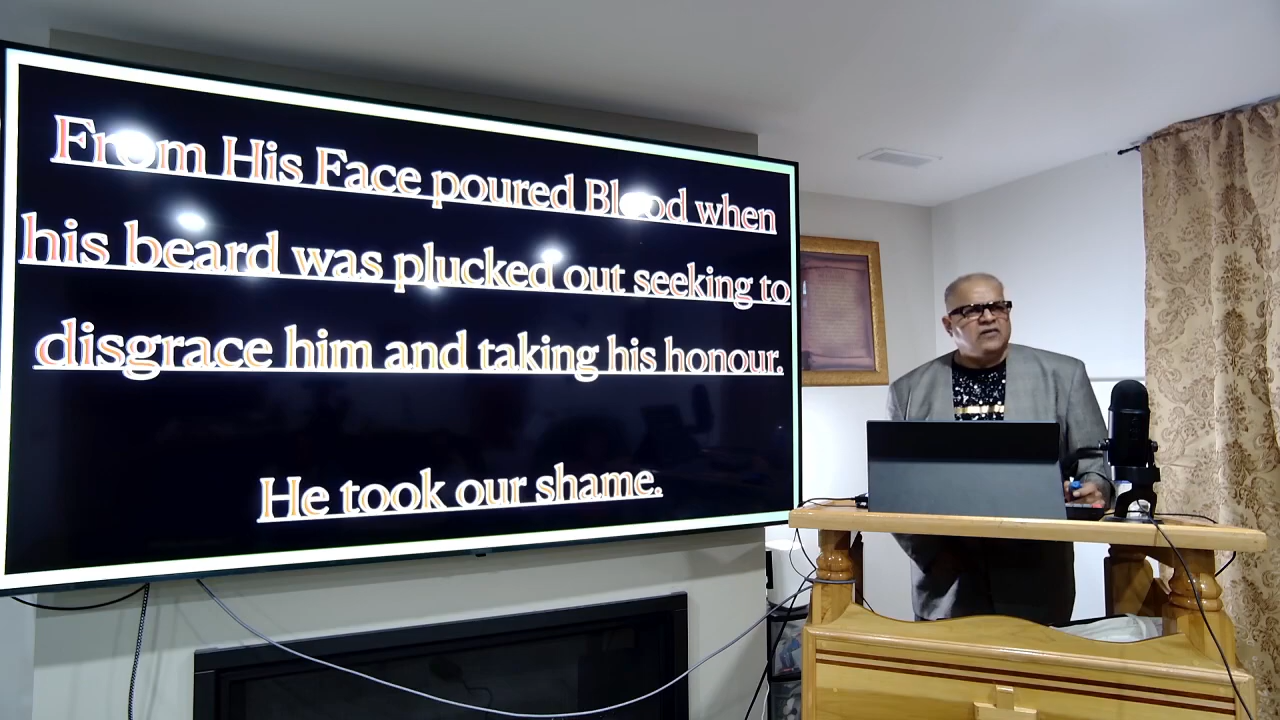 From His Face poured Blood when
his beard was plucked out seeking to
disgrace him and taking his honour.
He took our shame.